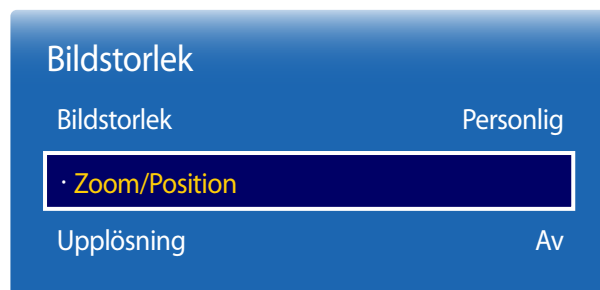 Bildstorlek
Bildstorlek Personlig
· Zoom/Position
Upplösning Av